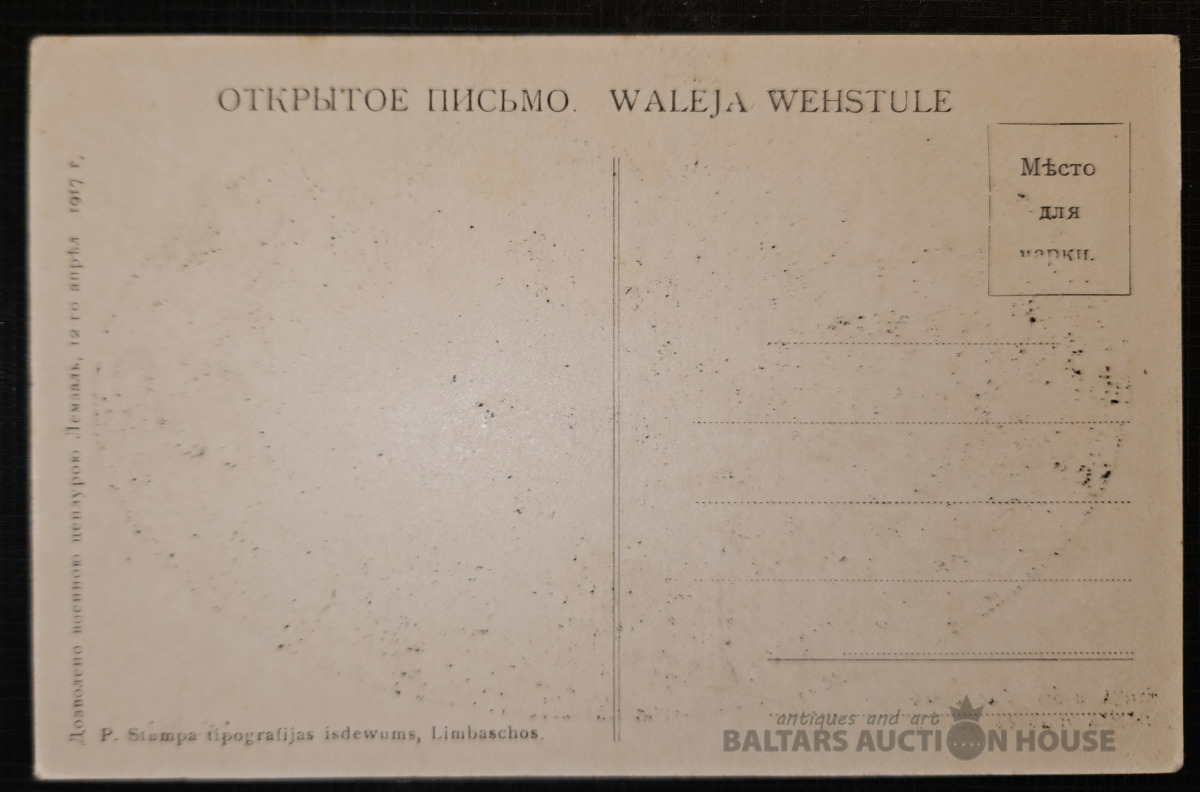 ОТКРЫТОЕ ПИСЬМО. WALEJA WEHSTULE
Мѣсто
для
марки.
Дозволено военною цензурою Лемзаль, 12 го апрѣл 1917 г.
P. Stampa tipografijas isdewums, Limbaschos.
antiques and art
BALTARS AUCTION HOUSE